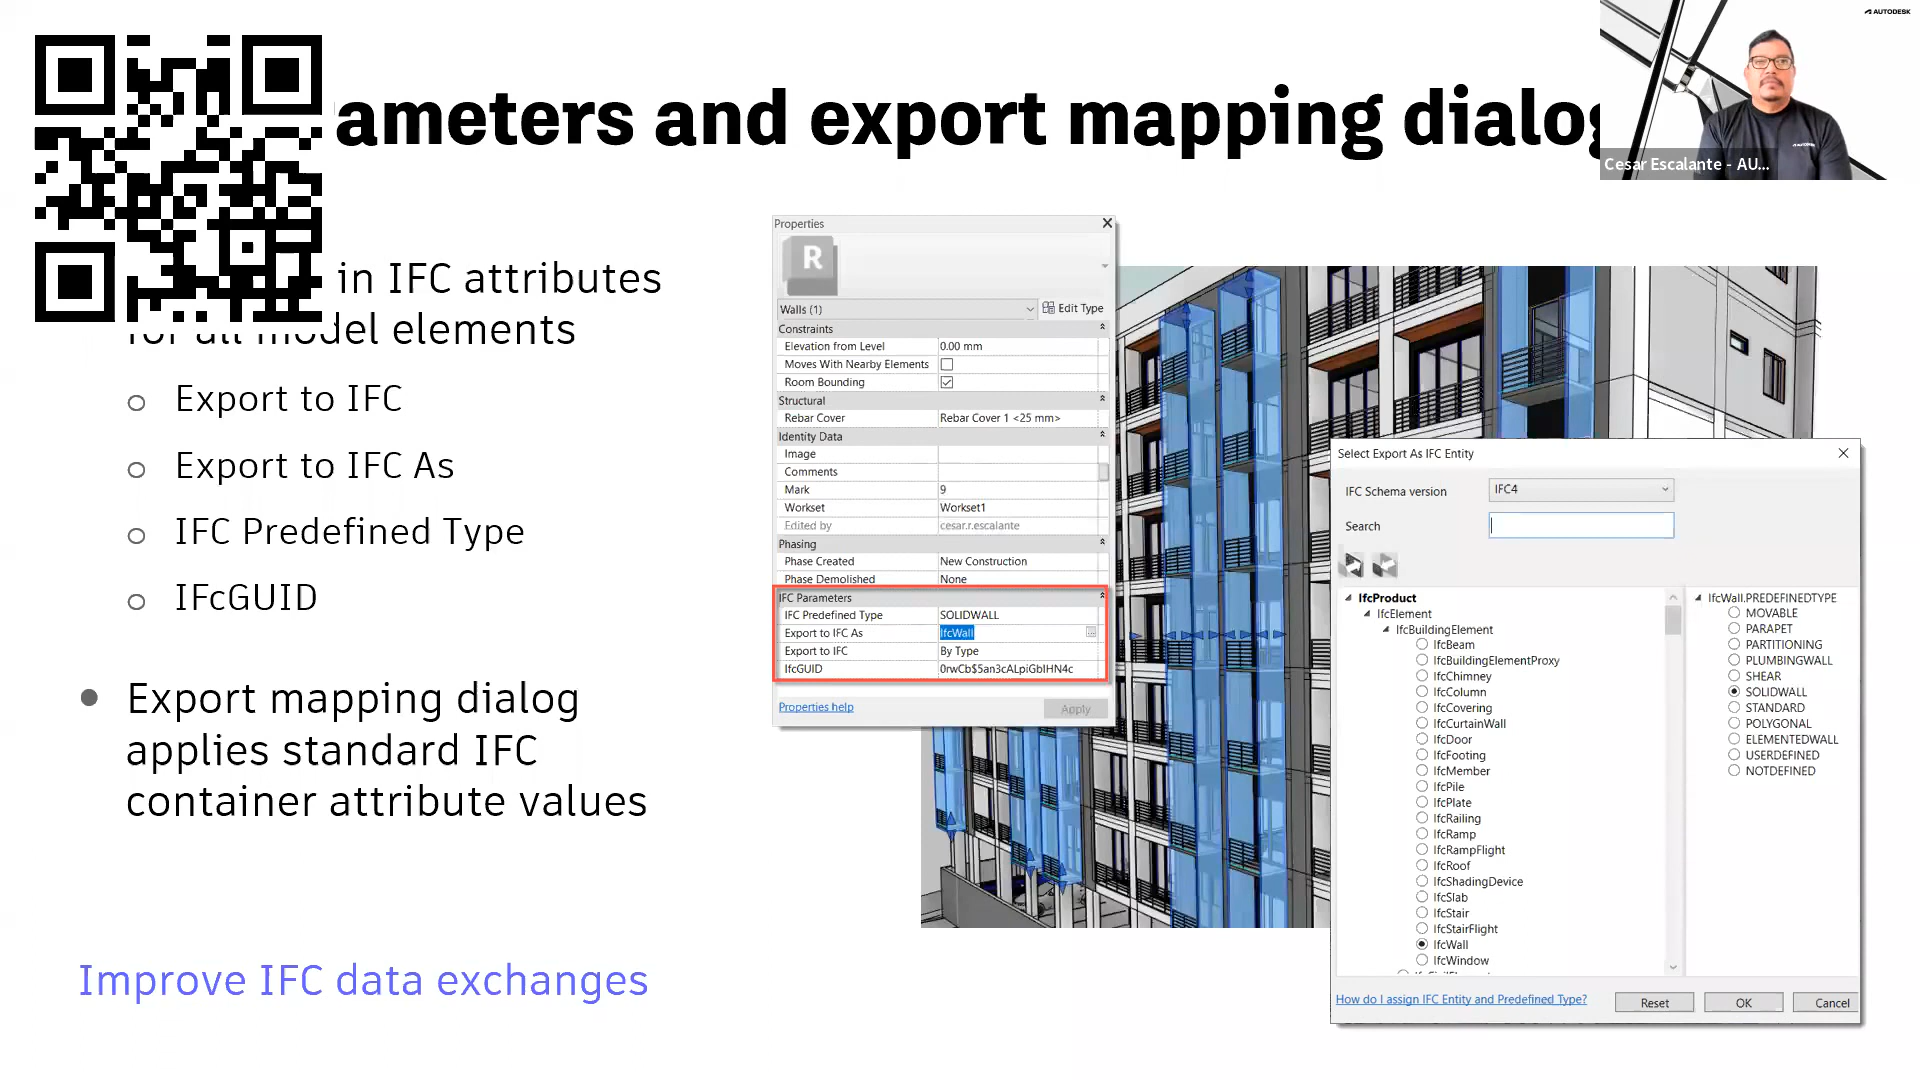 AUTODESK
ameters and export mapping dialog
Cesar Escalante - AU...
in IFC attributes
for all model elements
Export to IFC
Export to IFC As
IFC Predefined Type
IFcGUID
Export mapping dialog
applies standard IFC
container attribute values
Improve IFC data exchanges
Properties
R
Walls (1)
Edit Type
Constraints
Elevation from Level 0.00 mm
Moves With Nearby Elements
Room Bounding
Structural
Rebar Cover Rebar Cover 1 <25 mm>
Identity Data
Image
Comments
Mark 9
Workset Workset1
Edited by cesar.r.escalante
Phasing
Phase Created New Construction
Phase Demolished None
IFC Parameters
IFC Predefined Type SOLIDWALL
Export to IFC As IfcWall
Export to IFC By Type
IfcGUID 0rwCb$5an3cALpiGbIHN4c
Properties help
Apply
Select Export As IFC Entity
IFC Schema version IFC4
Search
IfcProduct
IfcElement
IfcBuildingElement
IfcBeam
IfcBuildingElementProxy
IfcChimney
IfcColumn
IfcCovering
IfcCurtainWall
IfcDoor
IfcFooting
IfcMember
IfcPile
IfcPlate
IfcRailing
IfcRamp
IfcRampFlight
IfcRoof
IfcShadingDevice
IfcSlab
IfcStair
IfcStairFlight
IfcWall
IfcWindow
IfcWall.PREDEFINEDTYPE
MOVABLE
PARAPET
PARTITIONING
PLUMBINGWALL
SHEAR
SOLIDWALL
STANDARD
POLYGONAL
ELEMENTEDWALL
USERDEFINED
NOTDEFINED
How do I assign IFC Entity and Predefined Type?
Reset
OK
Cancel